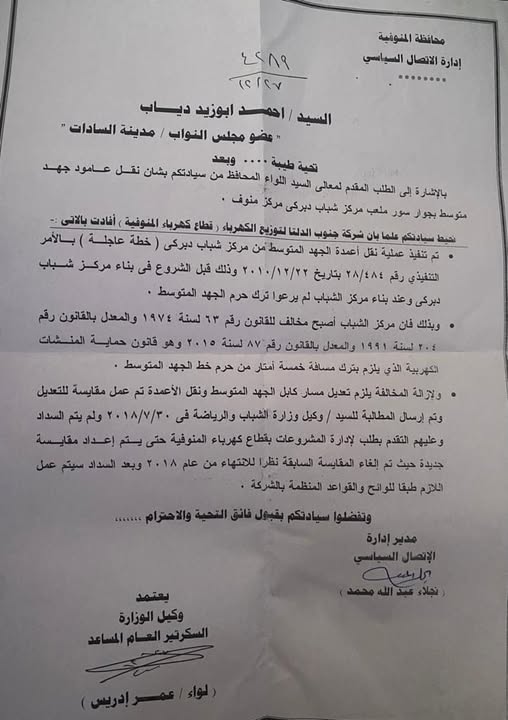 محافظة المنوفية
إدارة الاتصال السياسي
********
٤٢٨٩
١٢/٢٧
السيد / احمد ابوزيد دياب
" عضو مجلس النواب / مدينة السادات "
تحية طيبة .... وبعد
بالإشارة إلى الطلب المقدم لمعالى السيد اللواء المحافظ من سيادتكم بشان نقل عامود جهد
متوسط بجوار سور ملعب مركز شباب دبركى مركز منوف .
نحيط سيادتكم علما بان شركة جنوب الدلتا لتوزيع الكهرباء ( قطاع كهرباء المنوفية ) أفادت بالاتى :-
• تم تنفيذ عملية نقل أعمدة الجهد المتوسط من مركز شباب دبركى ( خطة عاجلة ) بالأمر
التنفيذي رقم ٢٨/٤٨٤ بتاريخ ٢٠١٠/١٢/٢٢ وذلك قبل الشروع فى بناء مركز شباب
دبركى وعند بناء مركز الشباب لم يرعوا ترك حرم الجهد المتوسط .
• وبذلك فان مركز الشباب أصبح مخالف للقانون رقم ٦٣ لسنة ١٩٧٤ والمعدل بالقانون رقم
٢٠٤ لسنة ١٩٩١ والمعدل بالقانون رقم ٨٧ لسنة ٢٠١٥ وهو قانون حماية المنشات
الكهربية الذي يلزم بترك مسافة خمسة أمتار من حرم خط الجهد المتوسط .
• ولإزالة المخالفة يلزم تعديل مسار كابل الجهد المتوسط ونقل الأعمدة تم عمل مقايسة للتعديل
وتم إرسال المطالبة للسيد / وكيل وزارة الشباب والرياضة فى ٢٠١٨/٧/٣٠ ولم يتم السداد
وعليهم التقدم بطلب لإدارة المشروعات بقطاع كهرباء المنوفية حتى يتم إعداد مقايسة
جديدة حيث تم إلغاء المقايسة السابقة نظرا للانتهاء من عام ٢٠١٨ وبعد السداد سيتم عمل
اللازم طبقا للوائح والقواعد المنظمة بالشركة .
وتفضلوا سيادتكم بقبول فائق التحية والاحترام .......
مدير إدارة
الإتصال السياسي
( نجلاء عبد الله محمد )
يعتمد
وكيل الوزارة
السكرتير العام المساعد
( لواء / عمر إدريس )